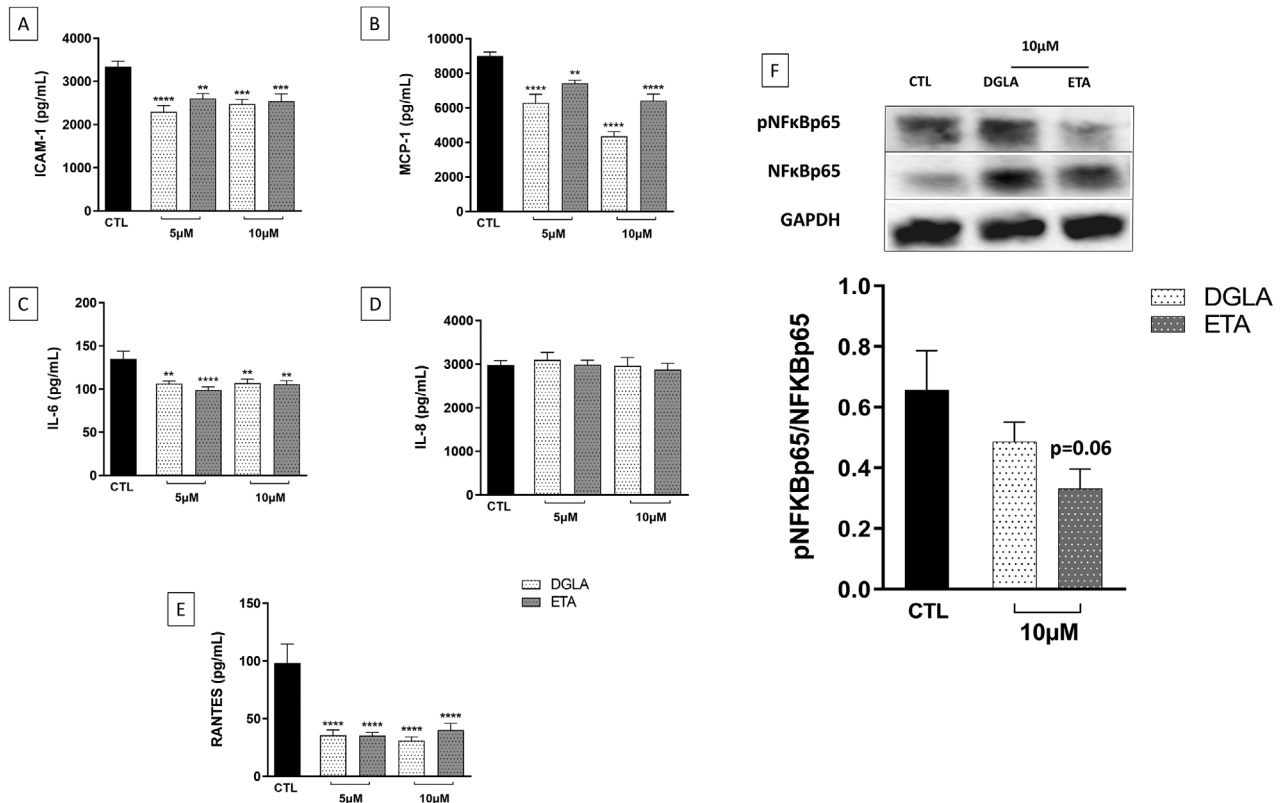 A
ICAM-1 (pg/mL)
4000
3000
2000
1000
0
****
**
***
***
CTL
5µM
10µM
B
MCP-1 (pg/mL)
10000
8000
6000
4000
2000
0
****
**
****
****
CTL
5µM
10µM
C
IL-6 (pg/mL)
200
150
100
50
0
**
****
**
**
CTL
5µM
10µM
D
IL-8 (pg/mL)
4000
3000
2000
1000
0
CTL
5µM
10µM
E
DGLA
ETA
RANTES (pg/mL)
150
100
50
0
****
****
****
****
CTL
5µM
10µM
F
10µM
CTL DGLA ETA
pNFκBp65
NFκBp65
GAPDH
DGLA
ETA
pNFKBp65/NFKBp65
1.0
0.8
0.6
0.4
0.2
0.0
p=0.06
CTL
10µM